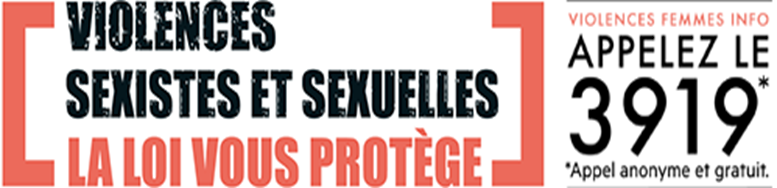 VIOLENCES
SEXISTES ET SEXUELLES
LA LOI VOUS PROTÈGE
VIOLENCES FEMMES INFO
APPELEZ LE
3919*
*Appel anonyme et gratuit.